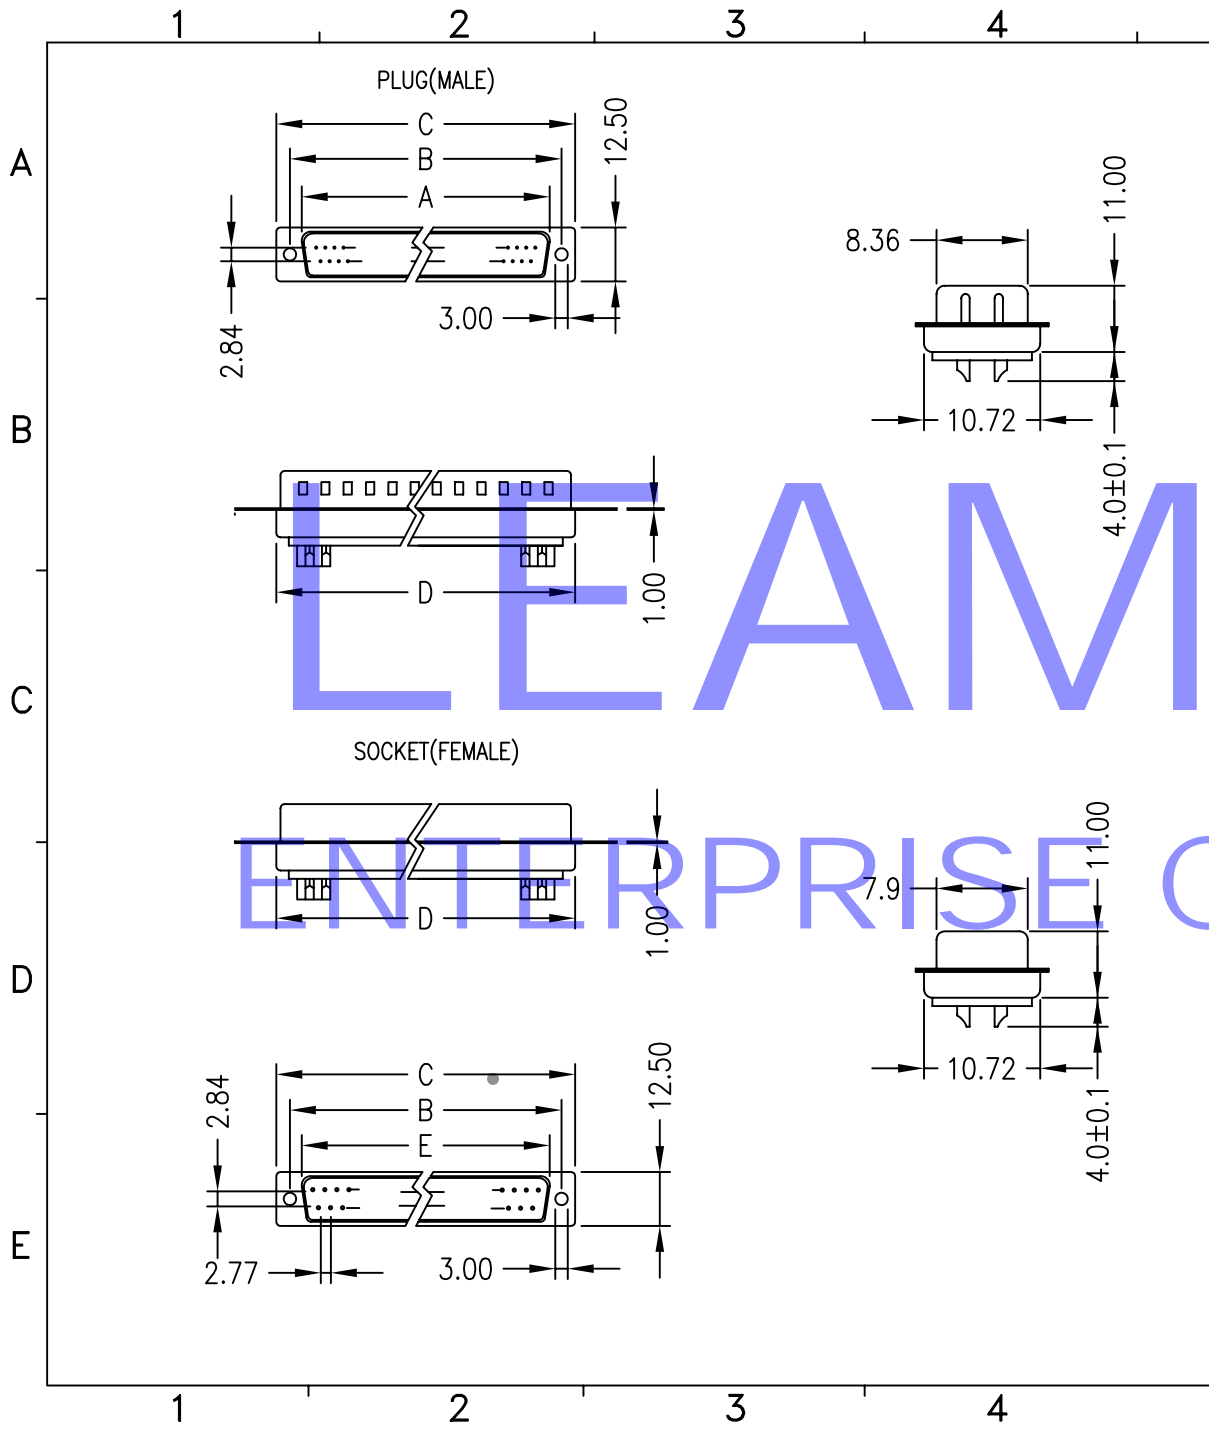 1 2 3 4
PLUG(MALE)
C
B
A
12.50
2.84
3.00
8.36
11.00
10.72
4.0±0.1
A
B
C
D
E
D
1.00
LEAM
SOCKET(FEMALE)
D
1.00
7.9
11.00
10.72
4.0±0.1
ENTERPRISE C
C
B
E
12.50
2.84
2.77
3.00
1 2 3 4